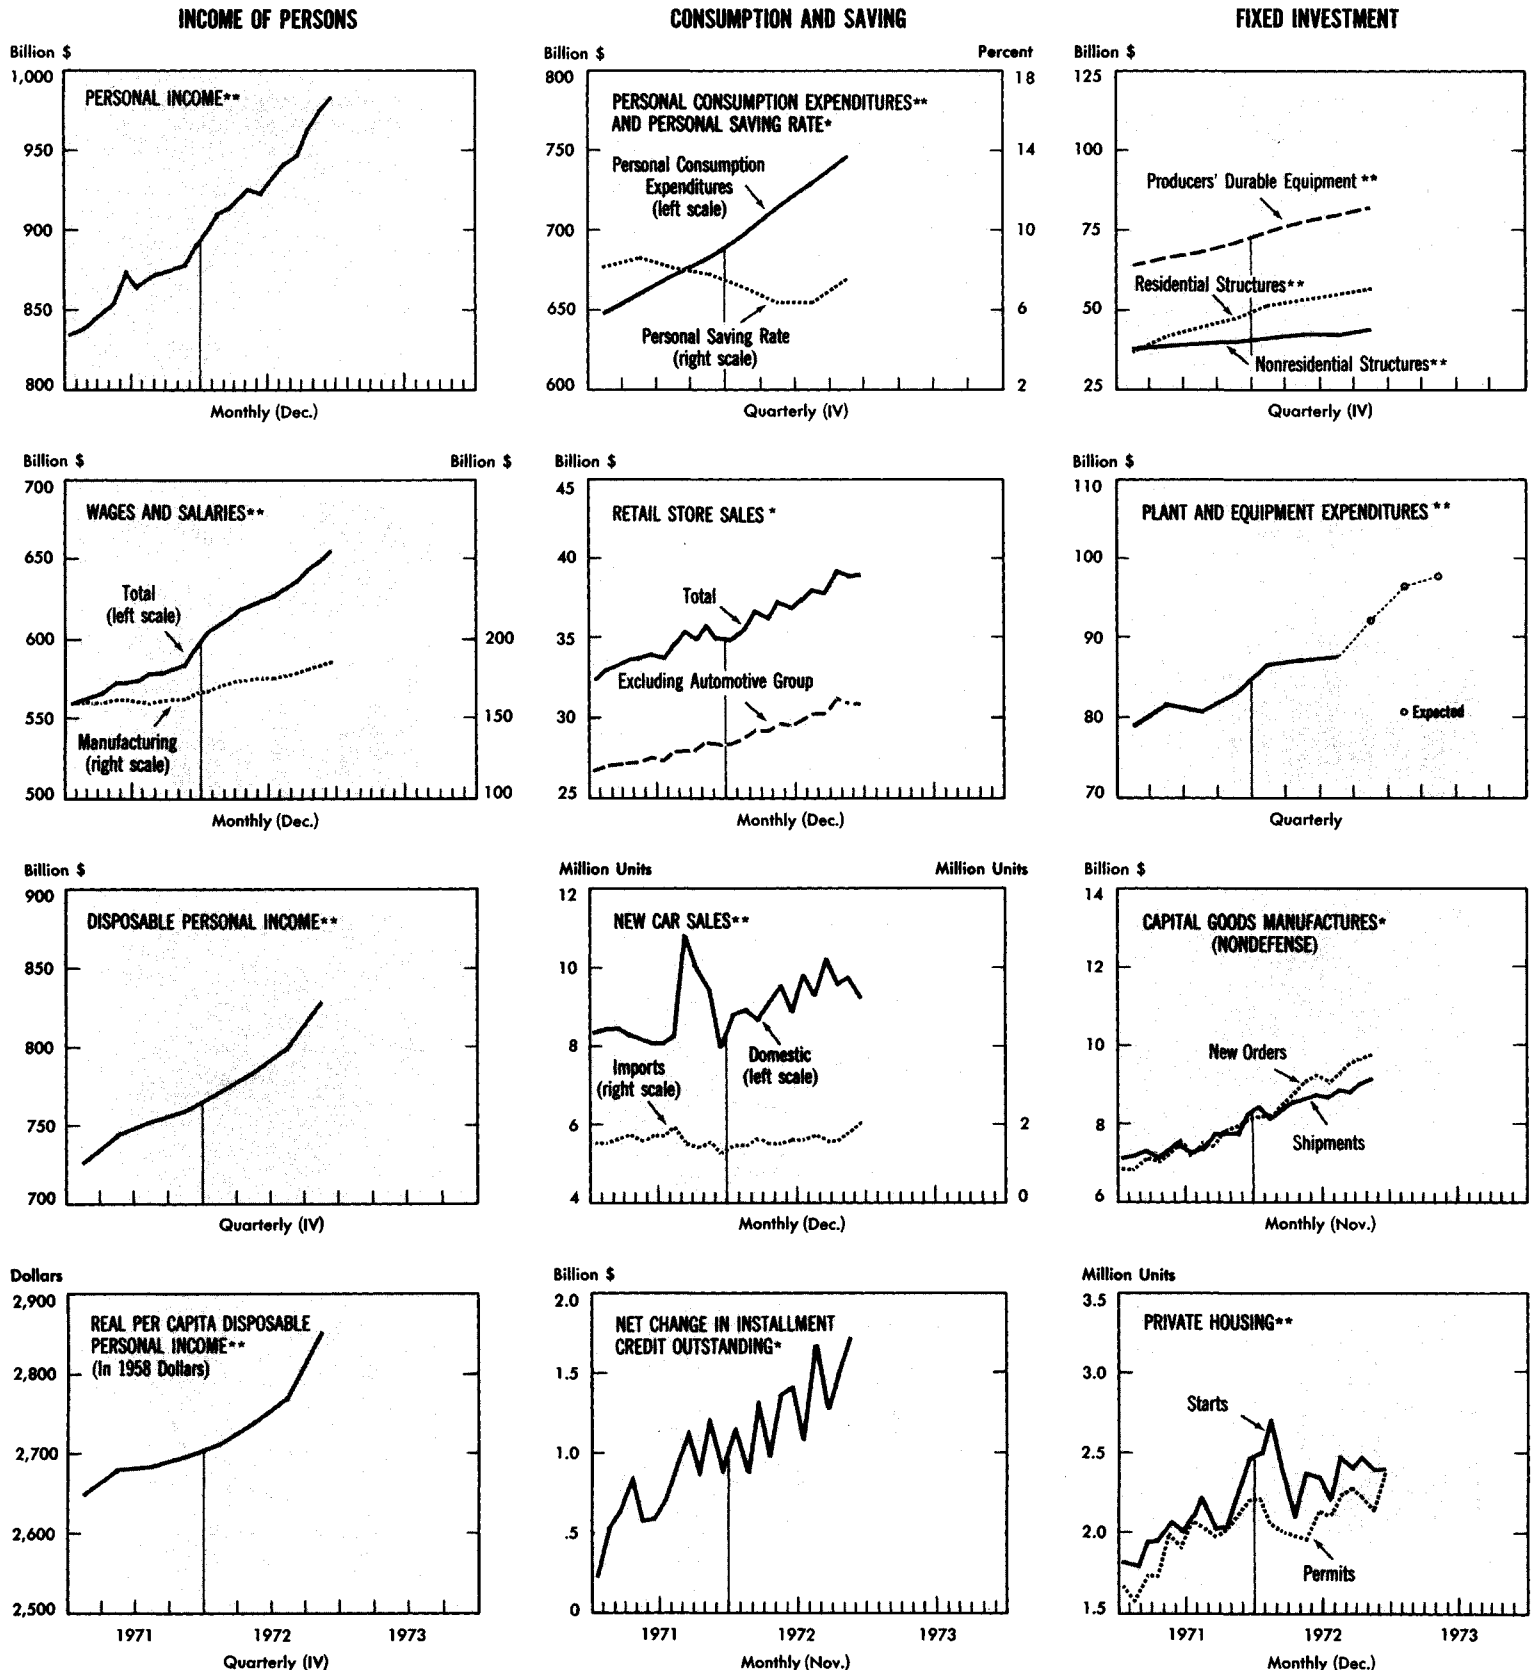 INCOME OF PERSONS
Billion $
1,000
950
900
850
800
PERSONAL INCOME**
Monthly (Dec.)
Billion $
Billion $
700
650
600
550
500
200
150
100
WAGES AND SALARIES**
Total
(left scale)
Manufacturing
(right scale)
Monthly (Dec.)
Billion $
900
850
800
750
700
DISPOSABLE PERSONAL INCOME**
Quarterly (IV)
Dollars
2,900
2,800
2,700
2,600
2,500
REAL PER CAPITA DISPOSABLE
PERSONAL INCOME**
(In 1958 Dollars)
1971
1972
1973
Quarterly (IV)
CONSUMPTION AND SAVING
Billion $
Percent
800
750
700
650
600
18
14
10
6
2
PERSONAL CONSUMPTION EXPENDITURES**
AND PERSONAL SAVING RATE*
Personal Consumption
Expenditures
(left scale)
Personal Saving Rate
(right scale)
Quarterly (IV)
Billion $
45
40
35
30
25
RETAIL STORE SALES *
Total
Excluding Automotive Group
Monthly (Dec.)
Million Units
Million Units
12
10
8
6
4
2
0
NEW CAR SALES**
Imports
(right scale)
Domestic
(left scale)
Monthly (Dec.)
Billion $
2.0
1.5
1.0
.5
0
NET CHANGE IN INSTALLMENT
CREDIT OUTSTANDING*
1971
1972
1973
Monthly (Nov.)
FIXED INVESTMENT
Billion $
125
100
75
50
25
Producers' Durable Equipment **
Residential Structures**
Nonresidential Structures**
Quarterly (IV)
Billion $
110
100
90
80
70
PLANT AND EQUIPMENT EXPENDITURES **
Expected
Quarterly
Billion $
14
12
10
8
6
CAPITAL GOODS MANUFACTURES*
(NONDEFENSE)
New Orders
Shipments
Monthly (Nov.)
Million Units
3.5
3.0
2.5
2.0
1.5
PRIVATE HOUSING**
Starts
Permits
1971
1972
1973
Monthly (Dec.)